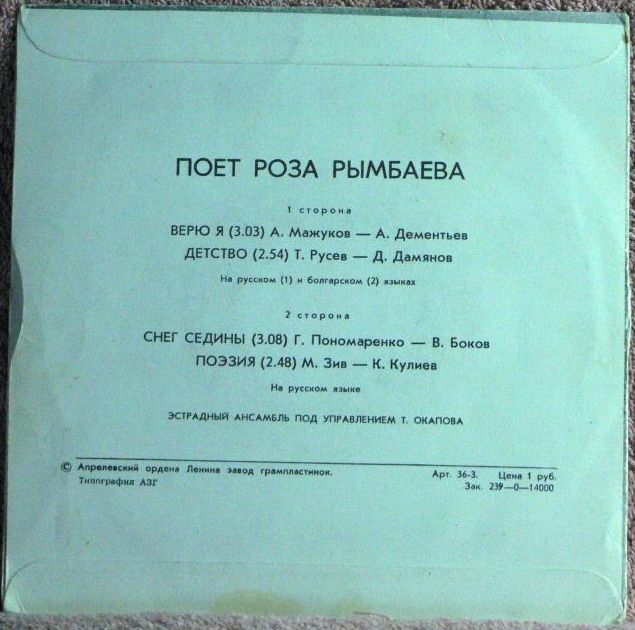 ПОЕТ РОЗА РЫМБАЕВА
1 сторона
ВЕРЮ Я (3.03) А. Мажуков — А. Дементьев
ДЕТСТВО (2.54) Т. Русев — Д. Дамянов
На русском (1) и болгарском (2) языках
2 сторона
СНЕГ СЕДИНЫ (3.08) Г. Пономаренко — В. Боков
ПОЭЗИЯ (2.48) М. Зив — К. Кулиев
На русском языке
ЭСТРАДНЫЙ АНСАМБЛЬ ПОД УПРАВЛЕНИЕМ Т. ОКАПОВА
© Апрелевский ордена Ленина завод грампластинок. Арт. 36-3. Цена 1 руб.
Типография АЗГ Зак. 239—0—14000